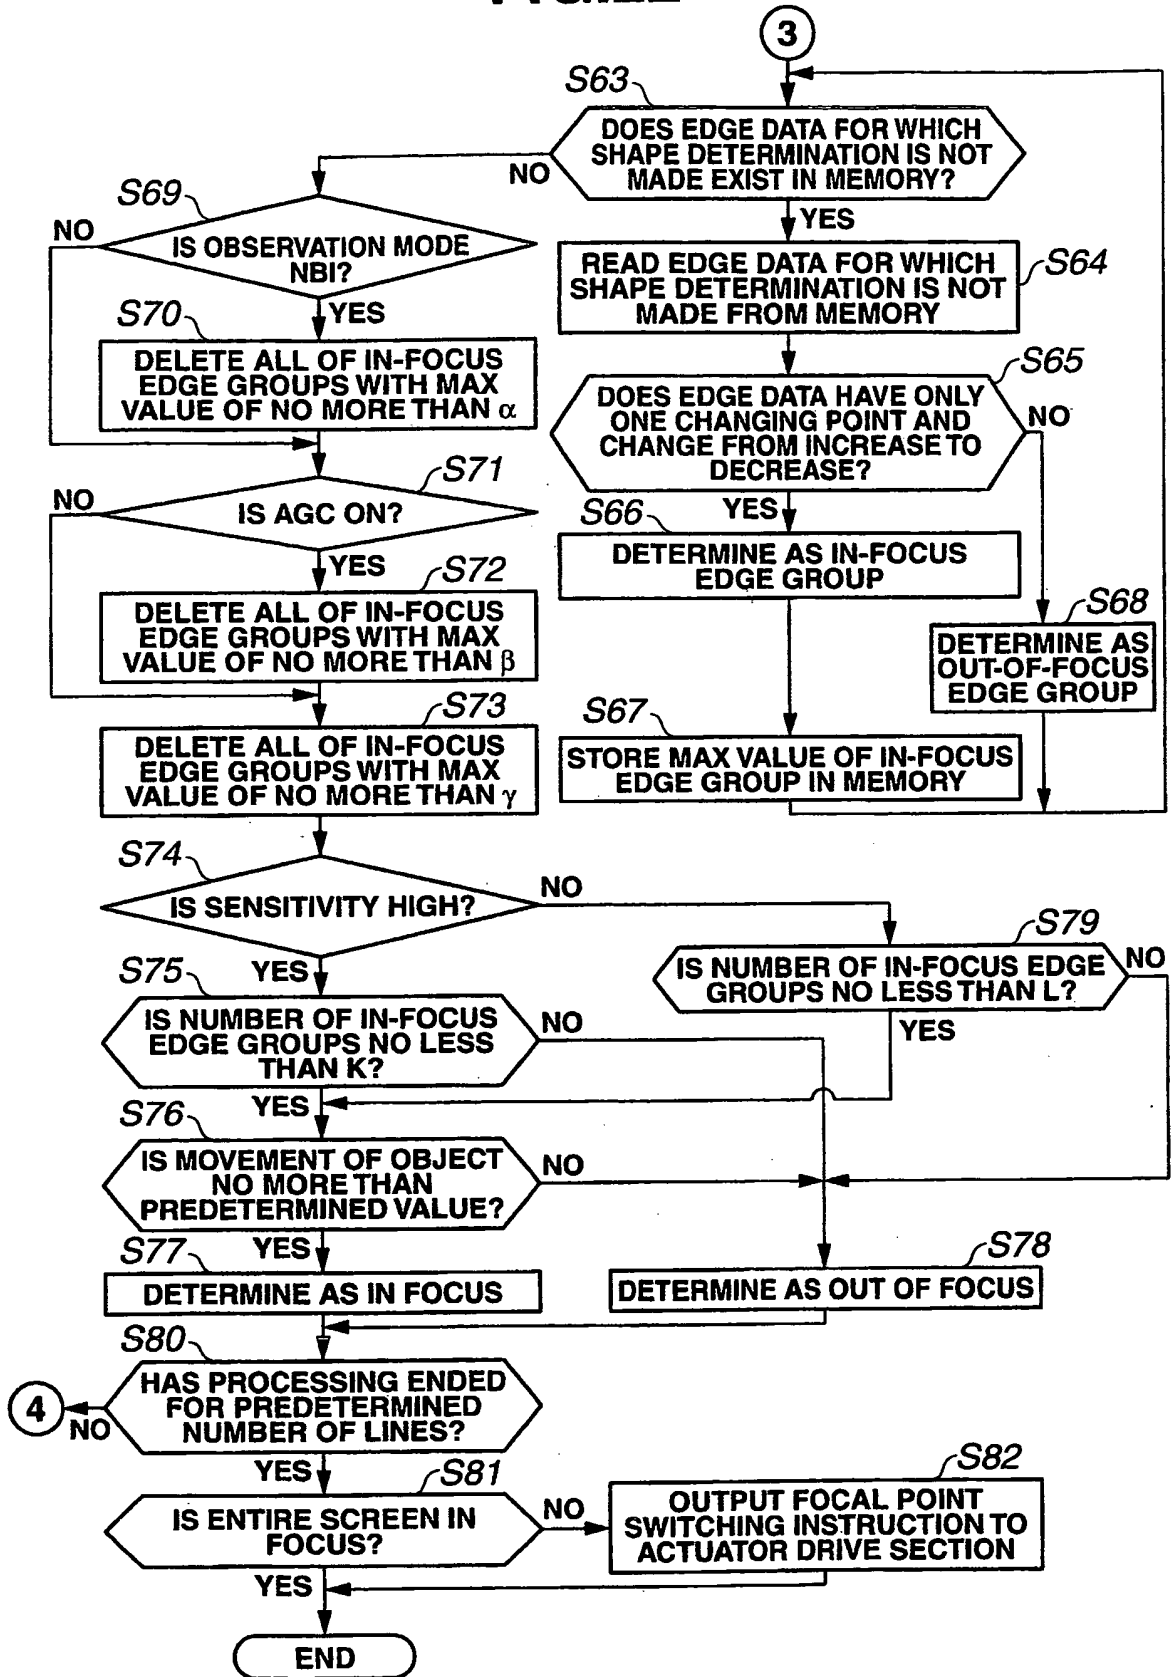 3
S63
DOES EDGE DATA FOR WHICH
SHAPE DETERMINATION IS NOT
MADE EXIST IN MEMORY?
NO
YES
S64
READ EDGE DATA FOR WHICH
SHAPE DETERMINATION IS NOT
MADE FROM MEMORY
S65
DOES EDGE DATA HAVE ONLY
ONE CHANGING POINT AND
CHANGE FROM INCREASE TO
DECREASE?
NO
YES
S66
DETERMINE AS IN-FOCUS
EDGE GROUP
S68
DETERMINE AS
OUT-OF-FOCUS
EDGE GROUP
S67
STORE MAX VALUE OF IN-FOCUS
EDGE GROUP IN MEMORY
S69
NO
IS OBSERVATION MODE
NBI?
YES
S70
DELETE ALL OF IN-FOCUS
EDGE GROUPS WITH MAX
VALUE OF NO MORE THAN α
S71
NO
IS AGC ON?
YES
S72
DELETE ALL OF IN-FOCUS
EDGE GROUPS WITH MAX
VALUE OF NO MORE THAN β
S73
DELETE ALL OF IN-FOCUS
EDGE GROUPS WITH MAX
VALUE OF NO MORE THAN γ
S74
IS SENSITIVITY HIGH?
NO
YES
S79
IS NUMBER OF IN-FOCUS EDGE
GROUPS NO LESS THAN L?
NO
YES
S75
IS NUMBER OF IN-FOCUS
EDGE GROUPS NO LESS
THAN K?
NO
YES
S76
IS MOVEMENT OF OBJECT
NO MORE THAN
PREDETERMINED VALUE?
NO
YES
S77
DETERMINE AS IN FOCUS
S78
DETERMINE AS OUT OF FOCUS
S80
HAS PROCESSING ENDED
FOR PREDETERMINED
NUMBER OF LINES?
4
NO
YES
S81
IS ENTIRE SCREEN IN
FOCUS?
NO
YES
S82
OUTPUT FOCAL POINT
SWITCHING INSTRUCTION TO
ACTUATOR DRIVE SECTION
END